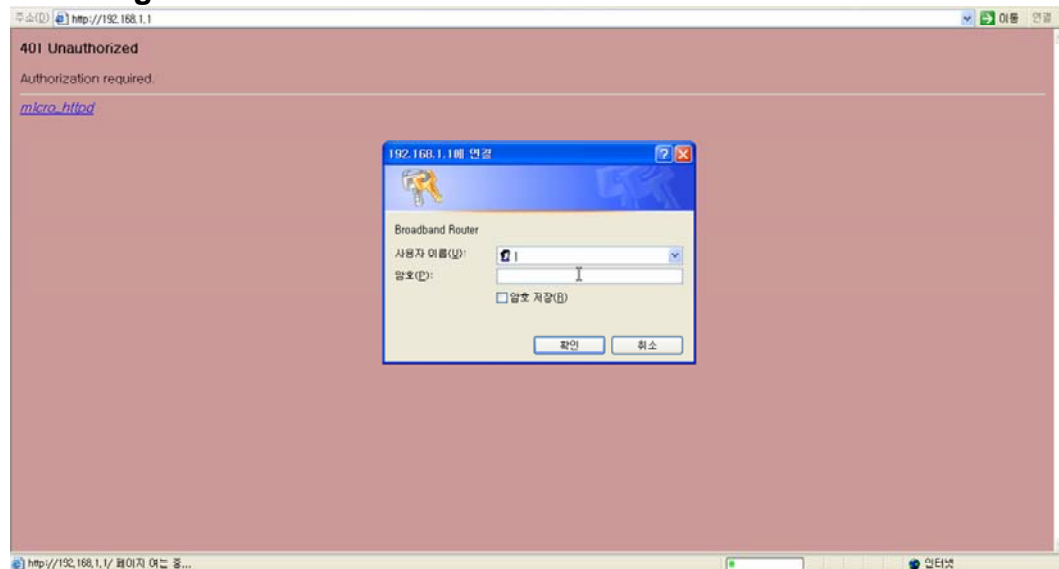 주소(D) http://192.168.1.1 이동 연결
401 Unauthorized
Authorization required.
micro_httpd
192.168.1.1에 연결
Broadband Router
사용자 이름(U):
암호(P):
암호 저장(R)
확인 취소
http://192.168.1.1/ 페이지 여는 중... 인터넷